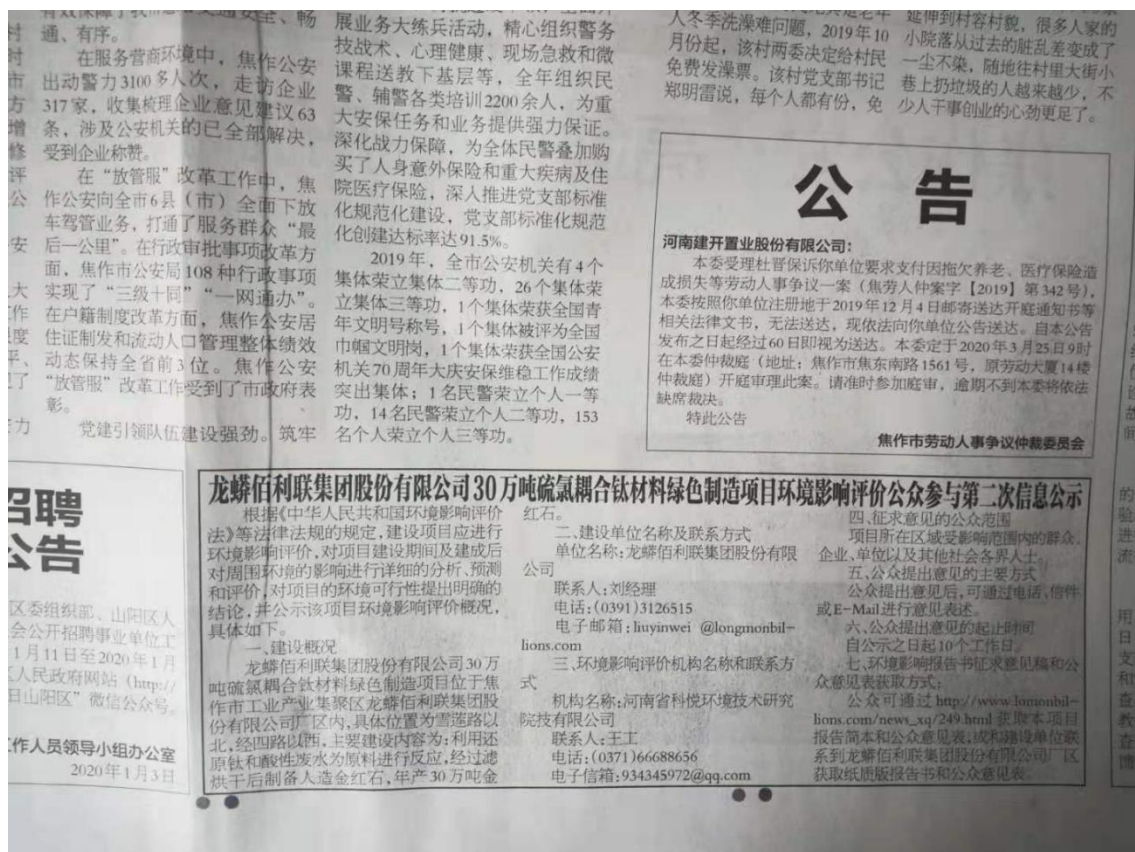 通、有序。
在服务营商环境中，焦作公安
出动警力3100多人次，走访企业
317家，收集梳理企业意见建议63
条，涉及公安机关的已全部解决，
受到企业称赞。
在“放管服”改革工作中，焦
作公安向全市6县（市）全面下放
车驾管业务，打通了服务群众“最
后一公里”。在行政审批事项改革方
面，焦作市公安局108种行政事项
实现了“三级十同”“一网通办”。
在户籍制度改革方面，焦作公安居
住证制发和流动人口管理整体绩效
动态保持全省前3位。焦作公安
“放管服”改革工作受到了市政府表
彰。
党建引领队伍建设强劲。筑牢
展业务大练兵活动，精心组织警务
技战术、心理健康、现场急救和微
课程送教下基层等，全年组织民
警、辅警各类培训2200余人，为重
大安保任务和业务提供强力保证。
深化战力保障，为全体民警叠加购
买了人身意外保险和重大疾病及住
院医疗保险，深入推进党支部标准
化规范化建设，党支部标准化规范
化创建达标率达91.5%。
2019年，全市公安机关有4个
集体荣立集体二等功，26个集体荣
立集体三等功，1个集体荣获全国青
年文明号称号，1个集体被评为全国
巾帼文明岗，1个集体荣获全国公安
机关70周年大庆安保维稳工作成绩
突出集体；1名民警荣立个人一等
功，14名民警荣立个人二等功，153
名个人荣立个人三等功。
人冬季洗澡难问题，2019年10
月份起，该村两委决定给村民
免费发澡票。该村党支部书记
郑明雷说，每个人都有份，免
延伸到村容村貌，很多人家的
小院落从过去的脏乱差变成了
一尘不染，随地往村里大街小
巷上扔垃圾的人越来越少，不
少人干事创业的心劲更足了。
公告
河南建开置业股份有限公司：
本委受理杜晋保诉你单位要求支付因拖欠养老、医疗保险造
成损失等劳动人事争议一案（焦劳人仲案字【2019】第342号），
本委按照你单位注册地于2019年12月4日邮寄送达开庭通知书等
相关法律文书，无法送达，现依法向你单位公告送达。自本公告
发布之日起经过60日即视为送达。本委定于2020年3月25日9时
在本委仲裁庭（地址：焦作市焦东南路1561号，原劳动大厦14楼
仲裁庭）开庭审理此案。请准时参加庭审，逾期不到本委将依法
缺席裁决。
特此公告
焦作市劳动人事争议仲裁委员会
招聘
公告
区委组织部、山阳区人
会公开招聘事业单位工
1月11日至2020年1月
区人民政府网站（http://
日山阳区”微信公众号。
工作人员领导小组办公室
2020年1月3日
龙蟒佰利联集团股份有限公司30万吨硫氯耦合钛材料绿色制造项目环境影响评价公众参与第二次信息公示
根据《中华人民共和国环境影响评价
法》等法律法规的规定，建设项目应进行
环境影响评价，对项目建设期间及建成后
对周围环境的影响进行详细的分析、预测
和评价，对项目的环境可行性提出明确的
结论，并公示该项目环境影响评价概况，
具体如下。
一、建设概况
龙蟒佰利联集团股份有限公司30万
吨硫氯耦合钛材料绿色制造项目位于焦
作市工业产业集聚区龙蟒佰利联集团股
份有限公司厂区内，具体位置为雪莲路以
北，经四路以西，主要建设内容为：利用还
原钛和酸性废水为原料进行反应，经过滤
烘干后制备人造金红石，年产30万吨金
红石。
二、建设单位名称及联系方式
单位名称：龙蟒佰利联集团股份有限
公司
联系人：刘经理
电话：(0391)3126515
电子邮箱：liuyinwei @longmonbil-
lions.com
三、环境影响评价机构名称和联系方
式
机构名称：河南省科悦环境技术研究
院技有限公司
联系人：王工
电话：(0371)66688656
电子信箱：934345972@qq.com
四、征求意见的公众范围
项目所在区域受影响范围内的群众、
企业、单位以及其他社会各界人士。
五、公众提出意见的主要方式
公众提出意见后，可通过电话、信件
或E-Mail进行意见表述。
六、公众提出意见的起止时间
自公示之日起10个工作日。
七、环境影响报告书征求意见稿和公
众意见表获取方式：
公众可通过http://www.lomonbil-
lions.com/news_xq/249.html获取本项目
报告简本和公众意见表；或和建设单位联
系到龙蟒佰利联集团股份有限公司厂区
获取纸质版报告书和公众意见表。